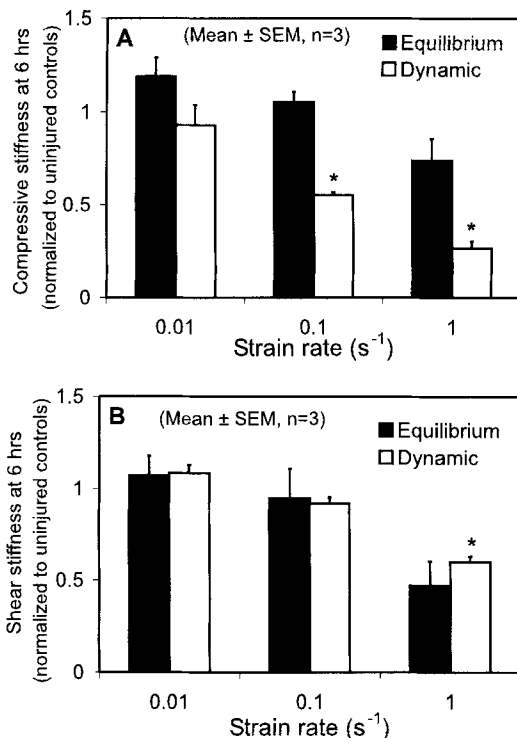 A
(Mean ± SEM, n=3)
Equilibrium
Dynamic
Compressive stiffness at 6 hrs
(normalized to uninjured controls)
1.5
1
0.5
0
*
*
0.01
0.1
1
Strain rate (s⁻¹)
B
(Mean ± SEM, n=3)
Equilibrium
Dynamic
Shear stiffness at 6 hrs
(normalized to uninjured controls)
1.5
1
0.5
0
*
0.01
0.1
1
Strain rate (s⁻¹)